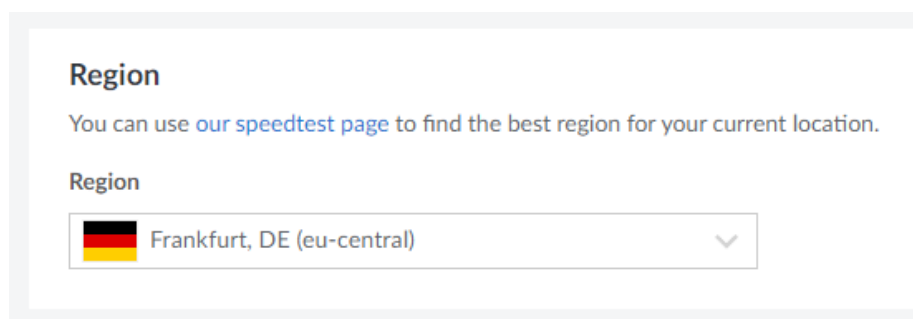 Region
You can use our speedtest page to find the best region for your current location.
Region
Frankfurt, DE (eu-central)